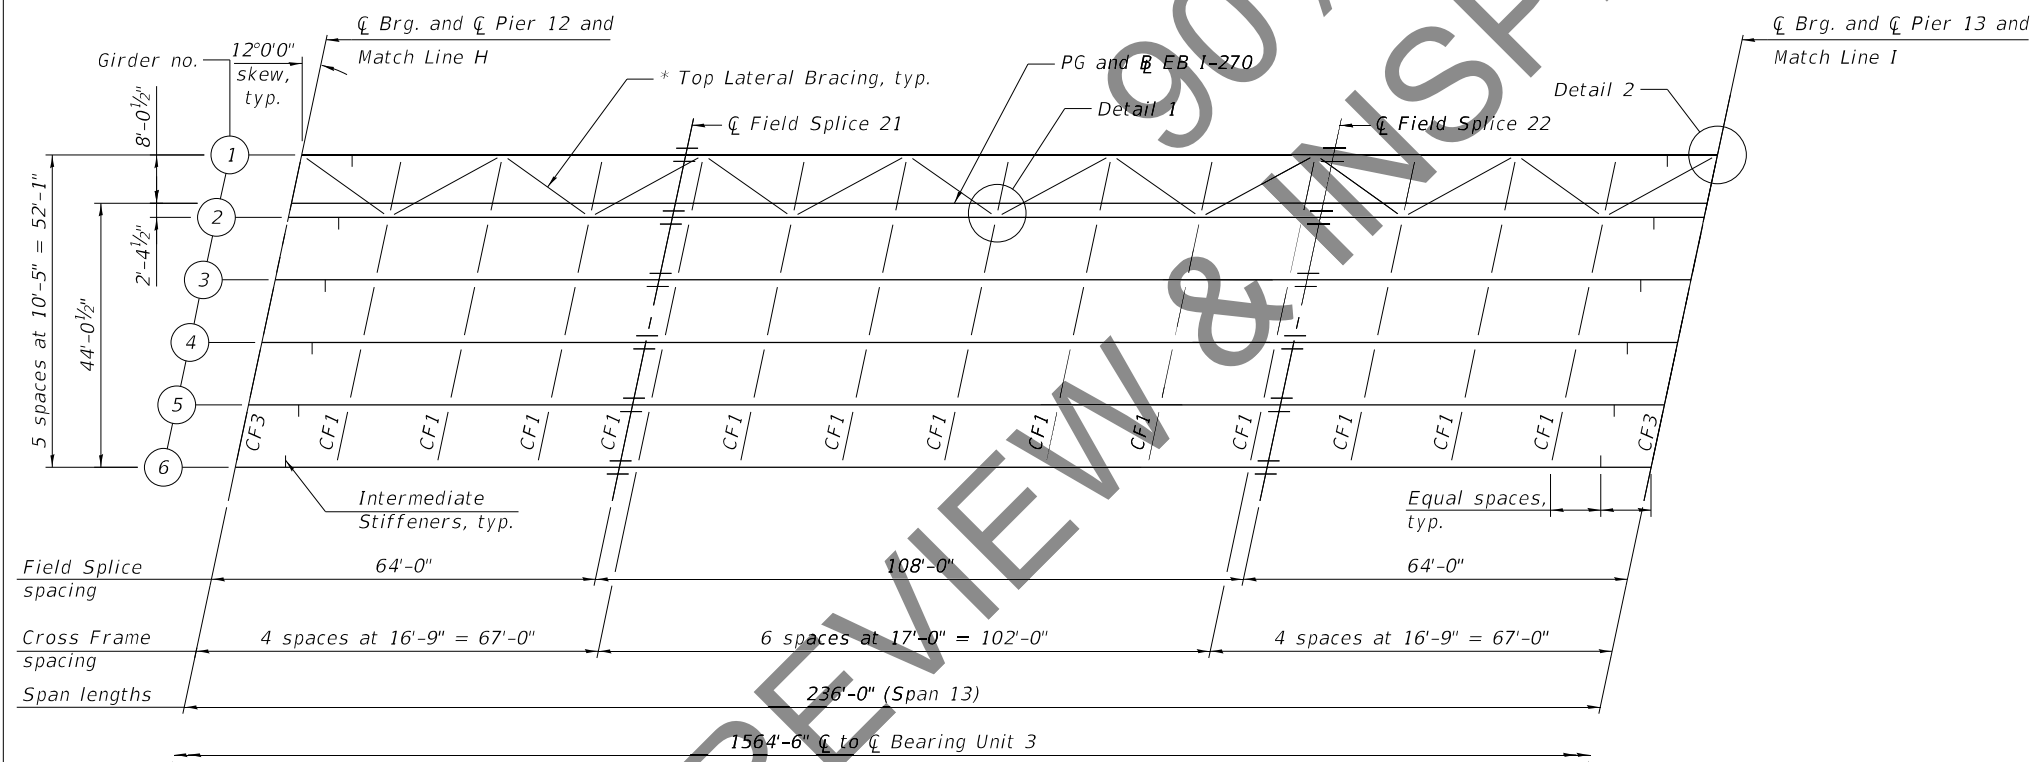 ℄ Brg. and ℄ Pier 12 and
Match Line H
℄ Brg. and ℄ Pier 13 and
Match Line I
Girder no.
12°0'0"
skew,
typ.
* Top Lateral Bracing, typ.
PG and ℄ EB I-270
Detail 1
Detail 2
℄ Field Splice 21
℄ Field Splice 22
8'-0½"
2'-4½"
44'-0½"
5 spaces at 10'-5" = 52'-1"
1
2
3
4
5
6
CF3
CF1
CF1
CF1
CF1
CF1
CF1
CF1
CF1
CF1
CF1
CF1
CF1
CF1
CF3
Intermediate
Stiffeners, typ.
Equal spaces,
typ.
Field Splice
spacing
64'-0"
108'-0"
64'-0"
Cross Frame
spacing
4 spaces at 16'-9" = 67'-0"
6 spaces at 17'-0" = 102'-0"
4 spaces at 16'-9" = 67'-0"
Span lengths
236'-0" (Span 13)
1564'-6" ℄ to ℄ Bearing Unit 3
90
REVIEW & INSP